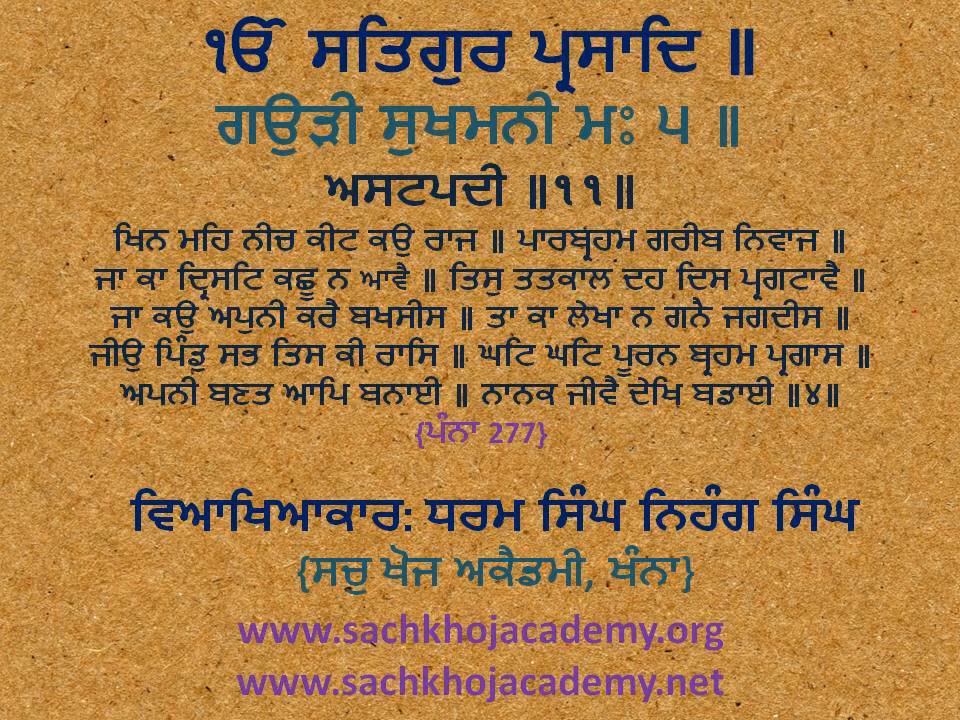 ੴ ਸਤਿਗੁਰ ਪ੍ਰਸਾਦਿ ॥
ਗਉੜੀ ਸੁਖਮਨੀ ਮਃ ੫ ॥
ਅਸਟਪਦੀ ॥੧੧॥
ਖਿਨ ਮਹਿ ਨੀਚ ਕੀਟ ਕਉ ਰਾਜ ॥ ਪਾਰਬ੍ਰਹਮ ਗਰੀਬ ਨਿਵਾਜ ॥
ਜਾ ਕਾ ਦ੍ਰਿਸਟਿ ਕਛੂ ਨ ਆਵੈ ॥ ਤਿਸੁ ਤਤਕਾਲ ਦਹ ਦਿਸ ਪ੍ਰਗਟਾਵੈ ॥
ਜਾ ਕਉ ਅਪੁਨੀ ਕਰੈ ਬਖਸੀਸ ॥ ਤਾ ਕਾ ਲੇਖਾ ਨ ਗਨੈ ਜਗਦੀਸ ॥
ਜੀਉ ਪਿੰਡੁ ਸਭ ਤਿਸ ਕੀ ਰਾਸਿ ॥ ਘਟਿ ਘਟਿ ਪੂਰਨ ਬ੍ਰਹਮ ਪ੍ਰਗਾਸ ॥
ਅਪਨੀ ਬਣਤ ਆਪਿ ਬਨਾਈ ॥ ਨਾਨਕ ਜੀਵੈ ਦੇਖਿ ਬਡਾਈ ॥੪॥
{ਪੰਨਾ 277}
ਵਿਆਖਿਆਕਾਰ: ਧਰਮ ਸਿੰਘ ਨਿਹੰਗ ਸਿੰਘ
{ਸਚੁ ਖੋਜ ਅਕੈਡਮੀ, ਖੰਨਾ}
www.sachkhojacademy.org
www.sachkhojacademy.net